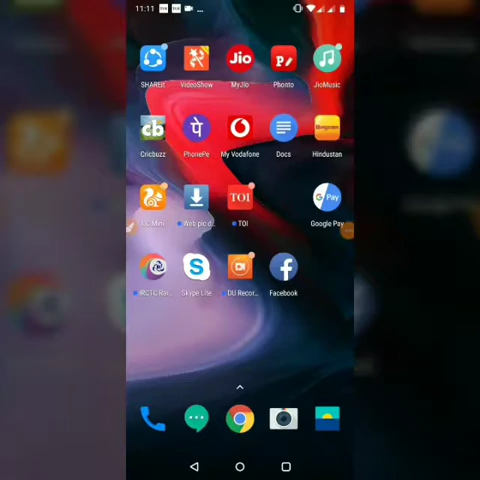 11:11
SHAREit VideoShow MyJio Phonto JioMusic
Cricbuzz PhonePe My Vodafone Docs Hindustan
UC Mini Web pic d... TOI Google Pay
IRCTC Rai... Skype Lite DU Recor... Facebook